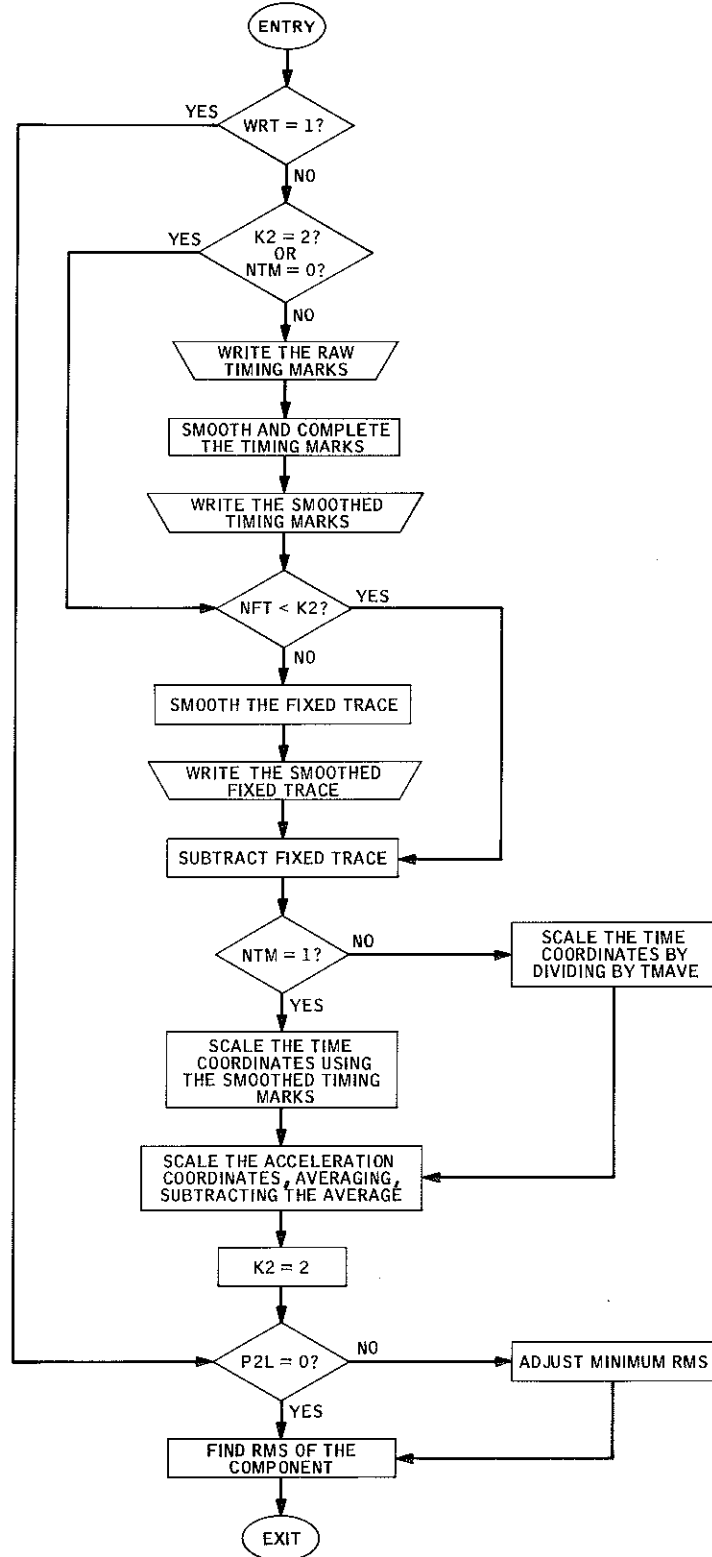 ENTRY
YES
WRT = 1?
NO
YES
K2 = 2?
OR
NTM = 0?
NO
WRITE THE RAW
TIMING MARKS
SMOOTH AND COMPLETE
THE TIMING MARKS
WRITE THE SMOOTHED
TIMING MARKS
NFT < K2?
YES
NO
SMOOTH THE FIXED TRACE
WRITE THE SMOOTHED
FIXED TRACE
SUBTRACT FIXED TRACE
NTM = 1?
NO
SCALE THE TIME
COORDINATES BY
DIVIDING BY TMAVE
YES
SCALE THE TIME
COORDINATES USING
THE SMOOTHED TIMING
MARKS
SCALE THE ACCELERATION
COORDINATES, AVERAGING,
SUBTRACTING THE AVERAGE
K2 = 2
P2L = 0?
NO
ADJUST MINIMUM RMS
YES
FIND RMS OF THE
COMPONENT
EXIT